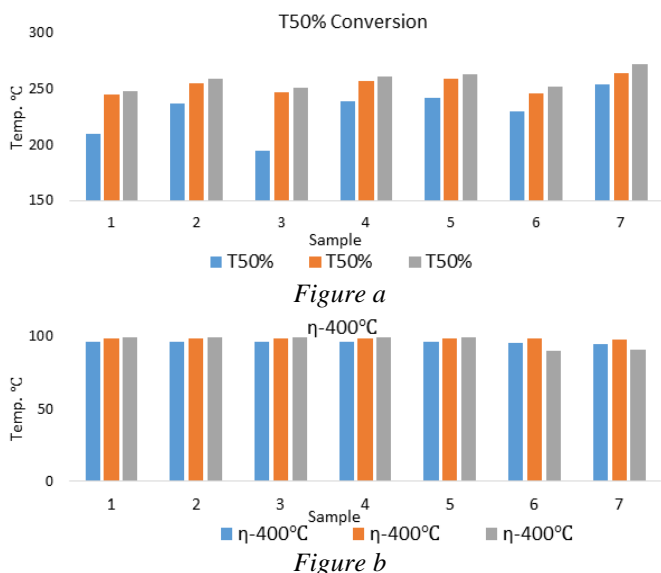 T50% Conversion
300
250
200
150
Temp. °C
1 2 3 4 5 6 7
Sample
T50% T50% T50%
Figure a
η-400°C
100
50
0
Temp. °C
1 2 3 4 5 6 7
Sample
η-400°C η-400°C η-400°C
Figure b